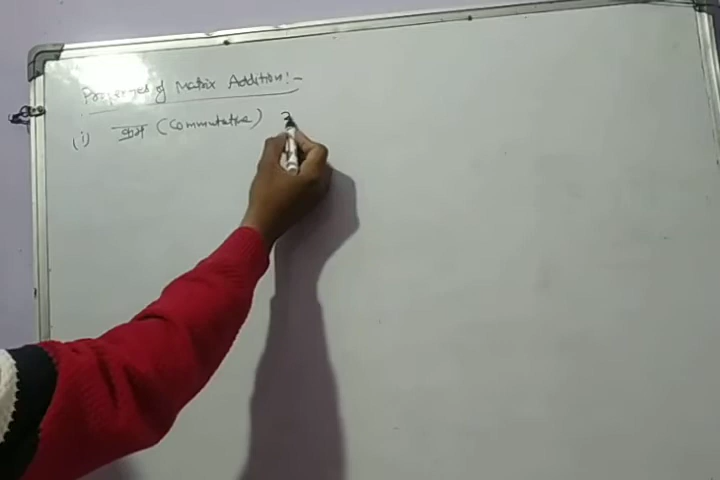 Properties of Matrix Addition:-
(i) क्रम (Commutative)